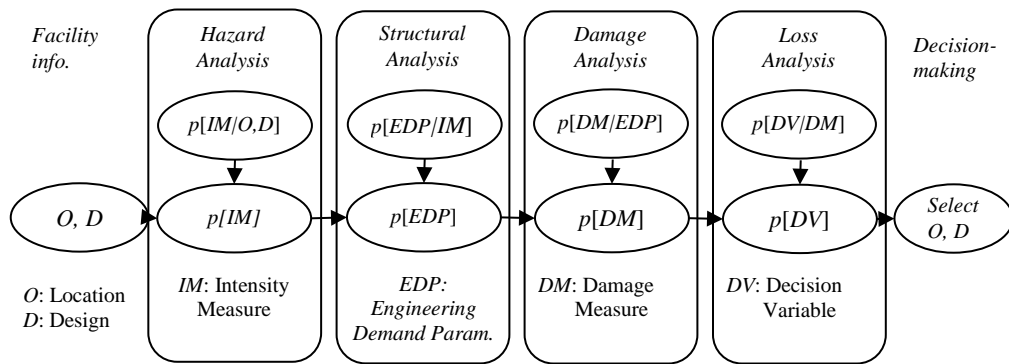 Facility
info.
Hazard
Analysis
Structural
Analysis
Damage
Analysis
Loss
Analysis
Decision-
making
p[IM/O,D]
p[EDP/IM]
p[DM/EDP]
p[DV/DM]
O, D
p[IM]
p[EDP]
p[DM]
p[DV]
Select
O, D
O: Location
D: Design
IM: Intensity
Measure
EDP:
Engineering
Demand Param.
DM: Damage
Measure
DV: Decision
Variable